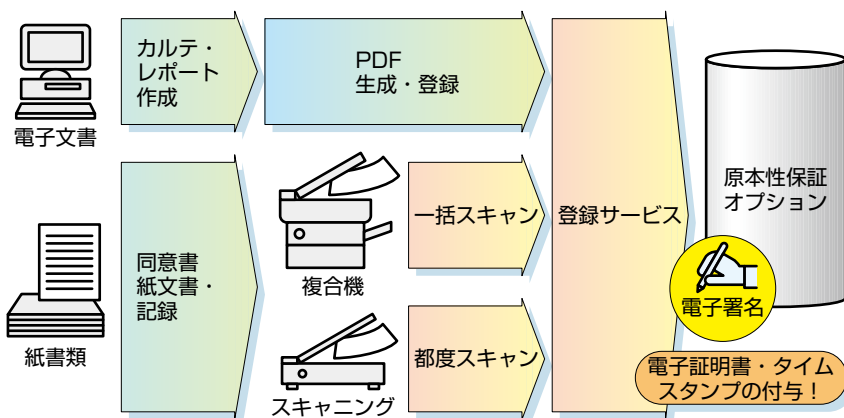 電子文書
カルテ・
レポート
作成
PDF
生成・登録
紙書類
同意書
紙文書・
記録
複合機
一括スキャン
スキャニング
都度スキャン
登録サービス
原本性保証
オプション
電子署名
電子証明書・タイム
スタンプの付与！